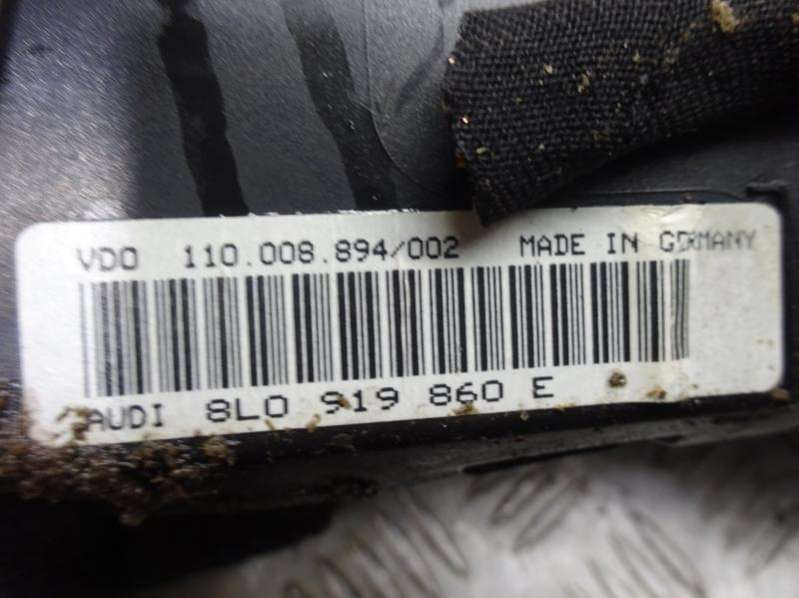 VDO 110.008.894/002 MADE IN GERMANY
AUDI 8L0 919 860 E